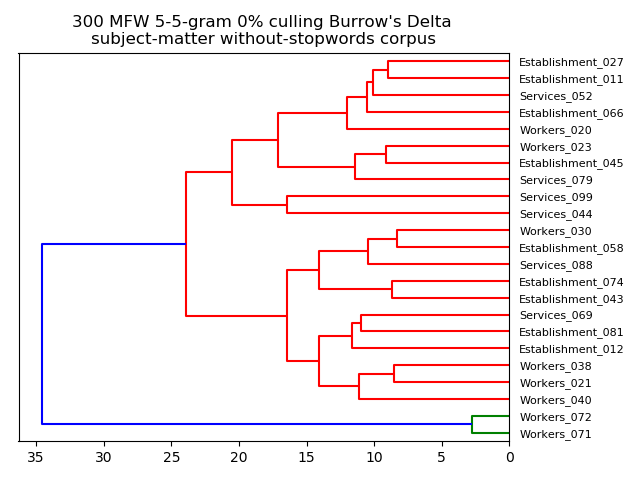 300 MFW 5-5-gram 0% culling Burrow's Delta
subject-matter without-stopwords corpus
Establishment_027
Establishment_011
Services_052
Establishment_066
Workers_020
Workers_023
Establishment_045
Services_079
Services_099
Services_044
Workers_030
Establishment_058
Services_088
Establishment_074
Establishment_043
Services_069
Establishment_081
Establishment_012
Workers_038
Workers_021
Workers_040
Workers_072
Workers_071
35 30 25 20 15 10 5 0